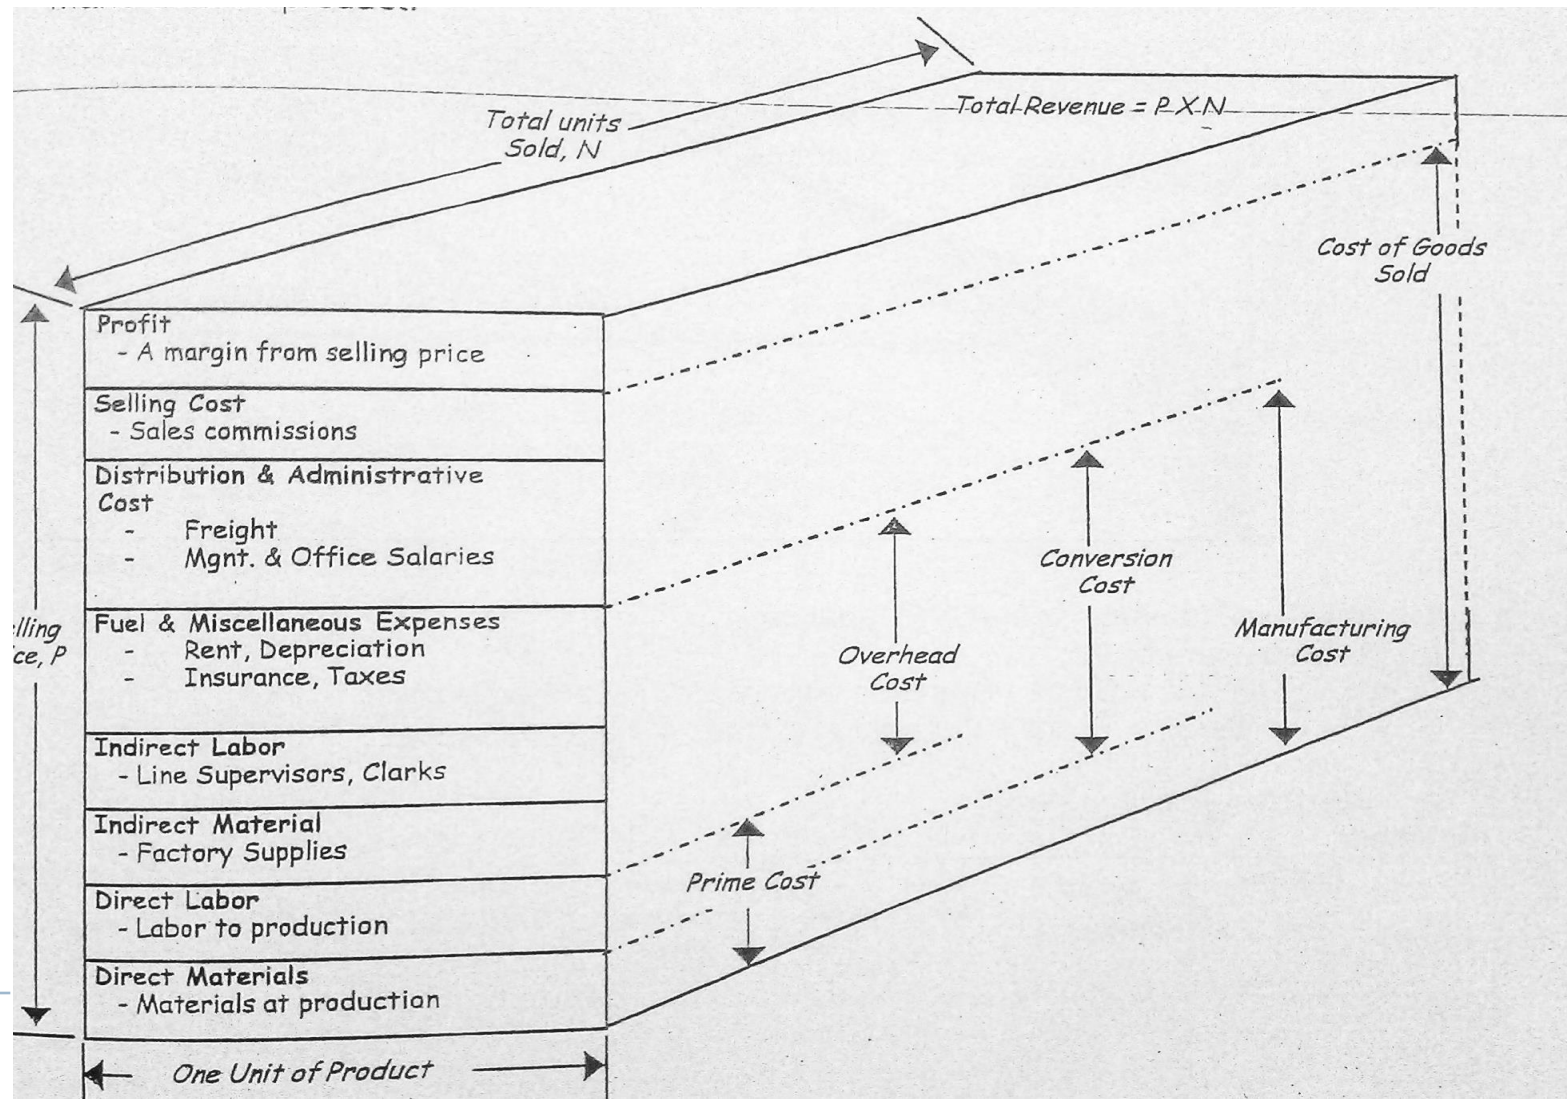 Total units
Sold, N
Total Revenue = P X N
Cost of Goods
Sold
Profit
- A margin from selling price
Selling Cost
- Sales commissions
Distribution & Administrative
Cost
- Freight
- Mgnt. & Office Salaries
Fuel & Miscellaneous Expenses
- Rent, Depreciation
- Insurance, Taxes
Indirect Labor
- Line Supervisors, Clarks
Indirect Material
- Factory Supplies
Direct Labor
- Labor to production
Direct Materials
- Materials at production
lling
ce, P
Overhead
Cost
Conversion
Cost
Manufacturing
Cost
Prime Cost
One Unit of Product